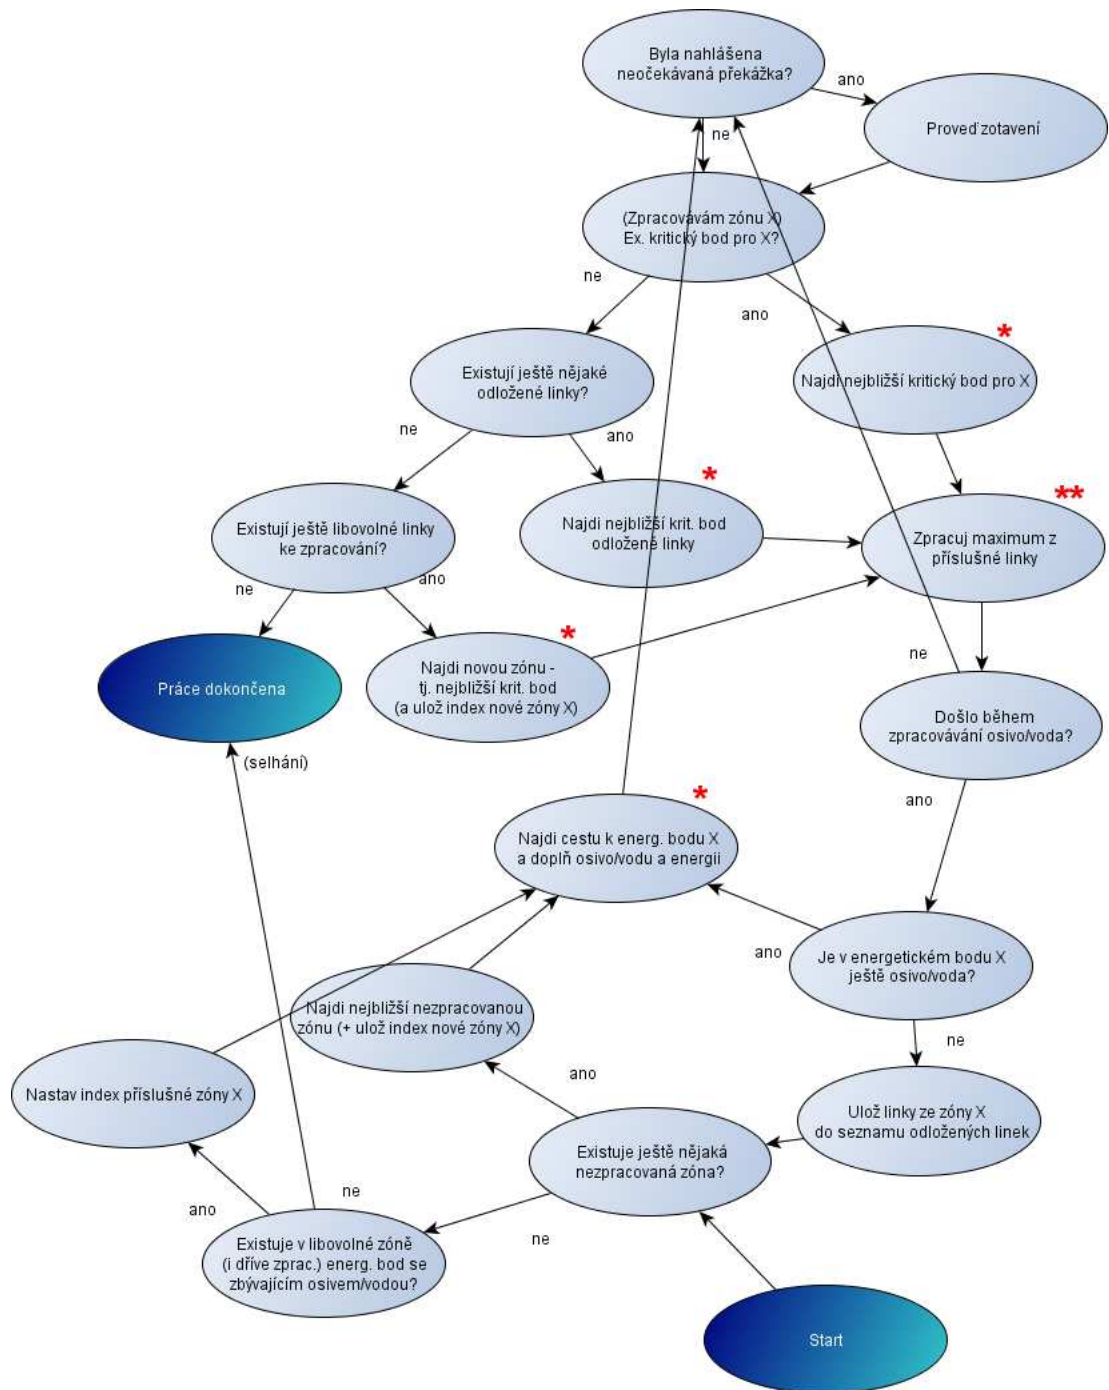 Byla nahlášena
neočekávaná překážka?
ano
Proveď zotavení
ne
(Zpracovávám zónu X)
Ex. kritický bod pro X?
ne
ano
*
Existují ještě nějaké
odložené linky?
Najdi nejbližší kritický bod pro X
ne
ano
*
**
Existují ještě libovolné linky
ke zpracování?
Najdi nejbližší krit. bod
odložené linky
Zpracuj maximum z
příslušné linky
ne
ano
*
Práce dokončena
Najdi novou zónu -
tj. nejbližší krit. bod
(a ulož index nové zóny X)
ne
Došlo během
zpracovávání osivo/voda?
(selhání)
ano
*
Najdi cestu k energ. bodu X
a doplň osivo/vodu a energii
ano
Je v energetickém bodu X
ještě osivo/voda?
Najdi nejbližší nezpracovanou
zónu (+ ulož index nové zóny X)
ne
Nastav index příslušné zóny X
ano
Ulož linky ze zóny X
do seznamu odložených linek
Existuje ještě nějaká
nezpracovaná zóna?
ano
ne
ne
Existuje v libovolné zóně
(i dříve zprac.) energ. bod se
zbývajícím osivem/vodou?
Start